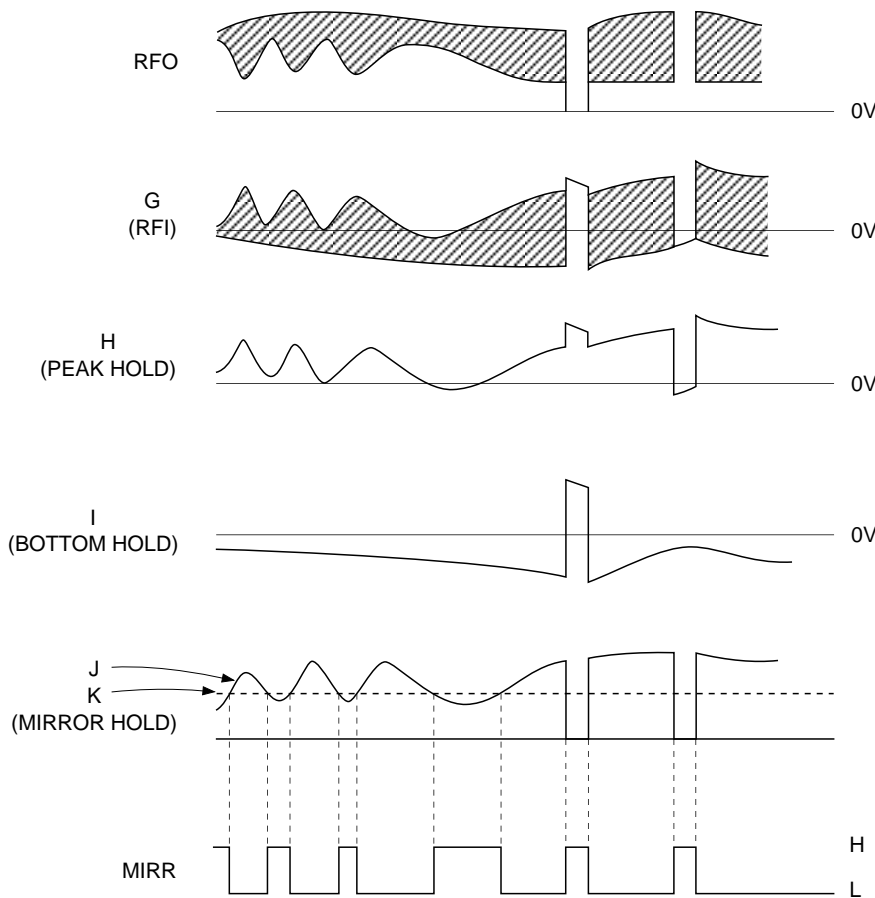 RFO
0V
G
(RFI)
0V
H
(PEAK HOLD)
0V
I
(BOTTOM HOLD)
0V
J
K
(MIRROR HOLD)
MIRR
H
L